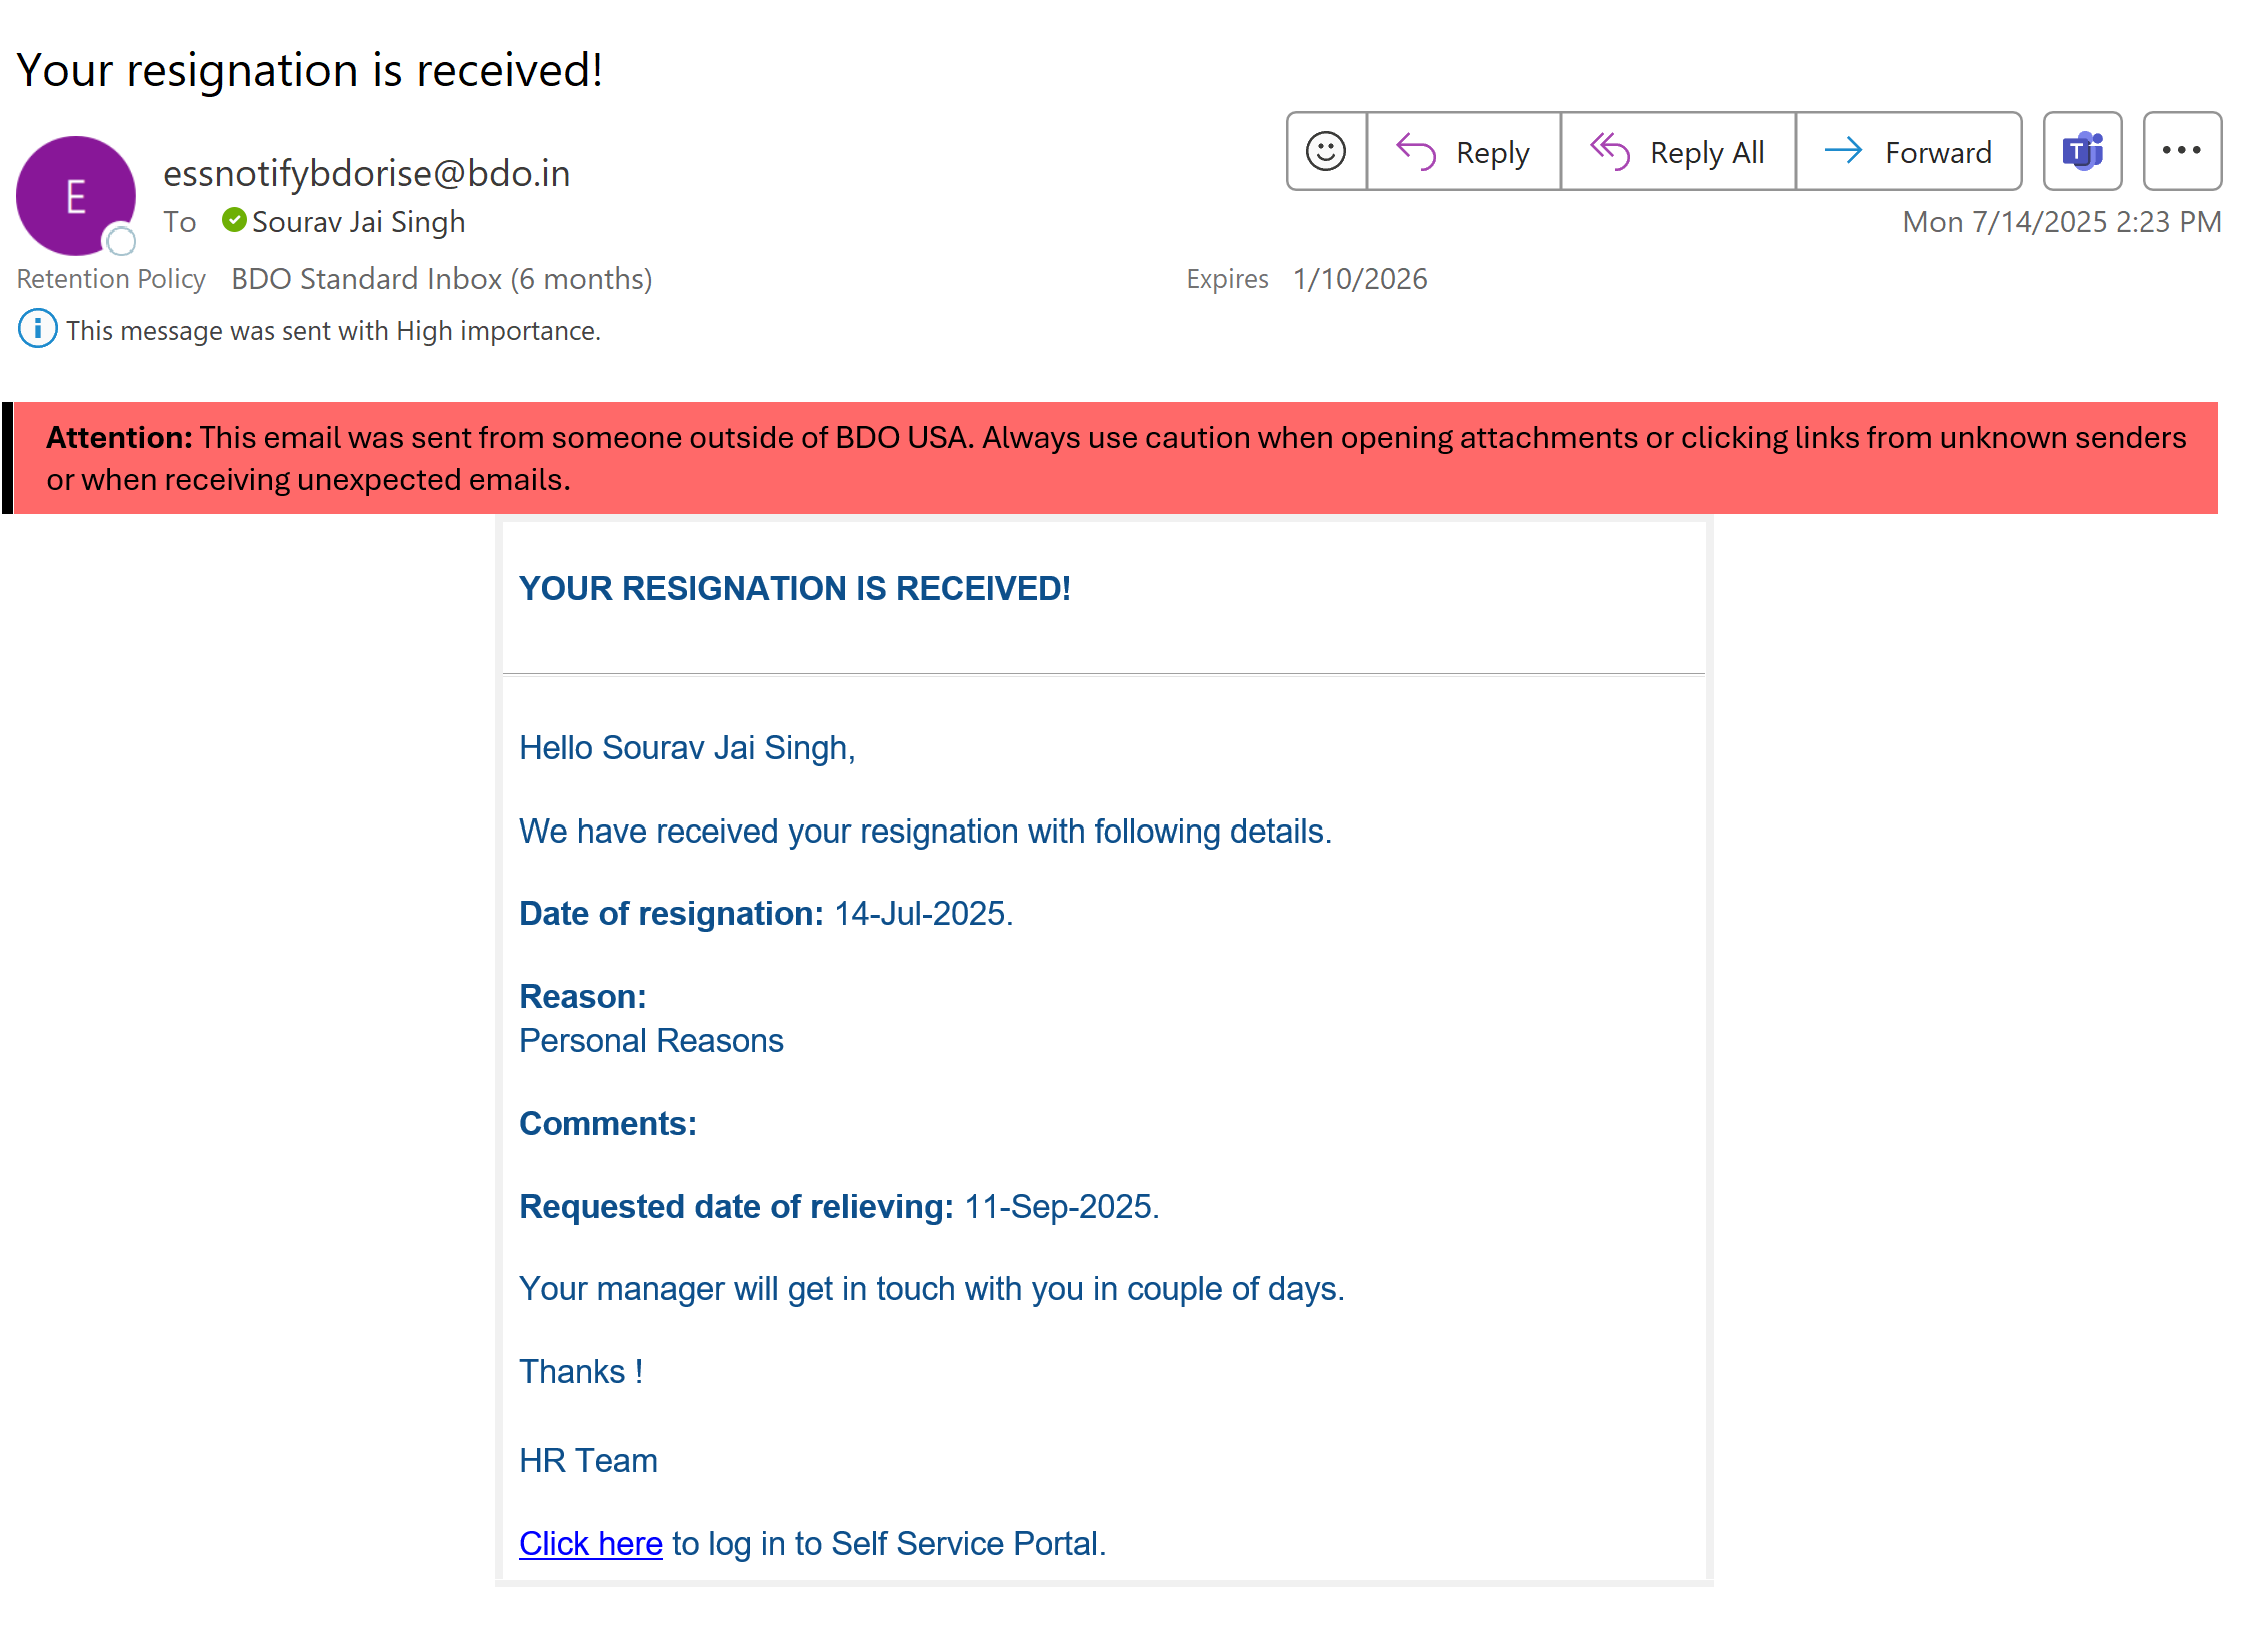 Your resignation is received!
Reply
Reply All
Forward
T
E
essnotifybdorise@bdo.in
To Sourav Jai Singh
Mon 7/14/2025 2:23 PM
Retention Policy BDO Standard Inbox (6 months)
Expires 1/10/2026
This message was sent with High importance.
Attention: This email was sent from someone outside of BDO USA. Always use caution when opening attachments or clicking links from unknown senders
or when receiving unexpected emails.
YOUR RESIGNATION IS RECEIVED!
Hello Sourav Jai Singh,
We have received your resignation with following details.
Date of resignation: 14-Jul-2025.
Reason:
Personal Reasons
Comments:
Requested date of relieving: 11-Sep-2025.
Your manager will get in touch with you in couple of days.
Thanks !
HR Team
Click here to log in to Self Service Portal.